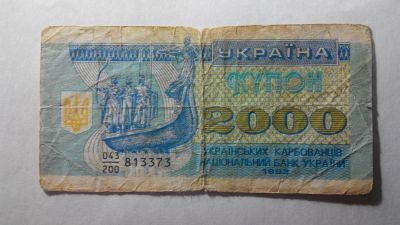 УКРАЇНА
КУПОН
2000
УКРАЇНСЬКИХ КАРБОВАНЦІВ
НАЦІОНАЛЬНИЙ БАНК УКРАЇНИ
1993
043/200 813373